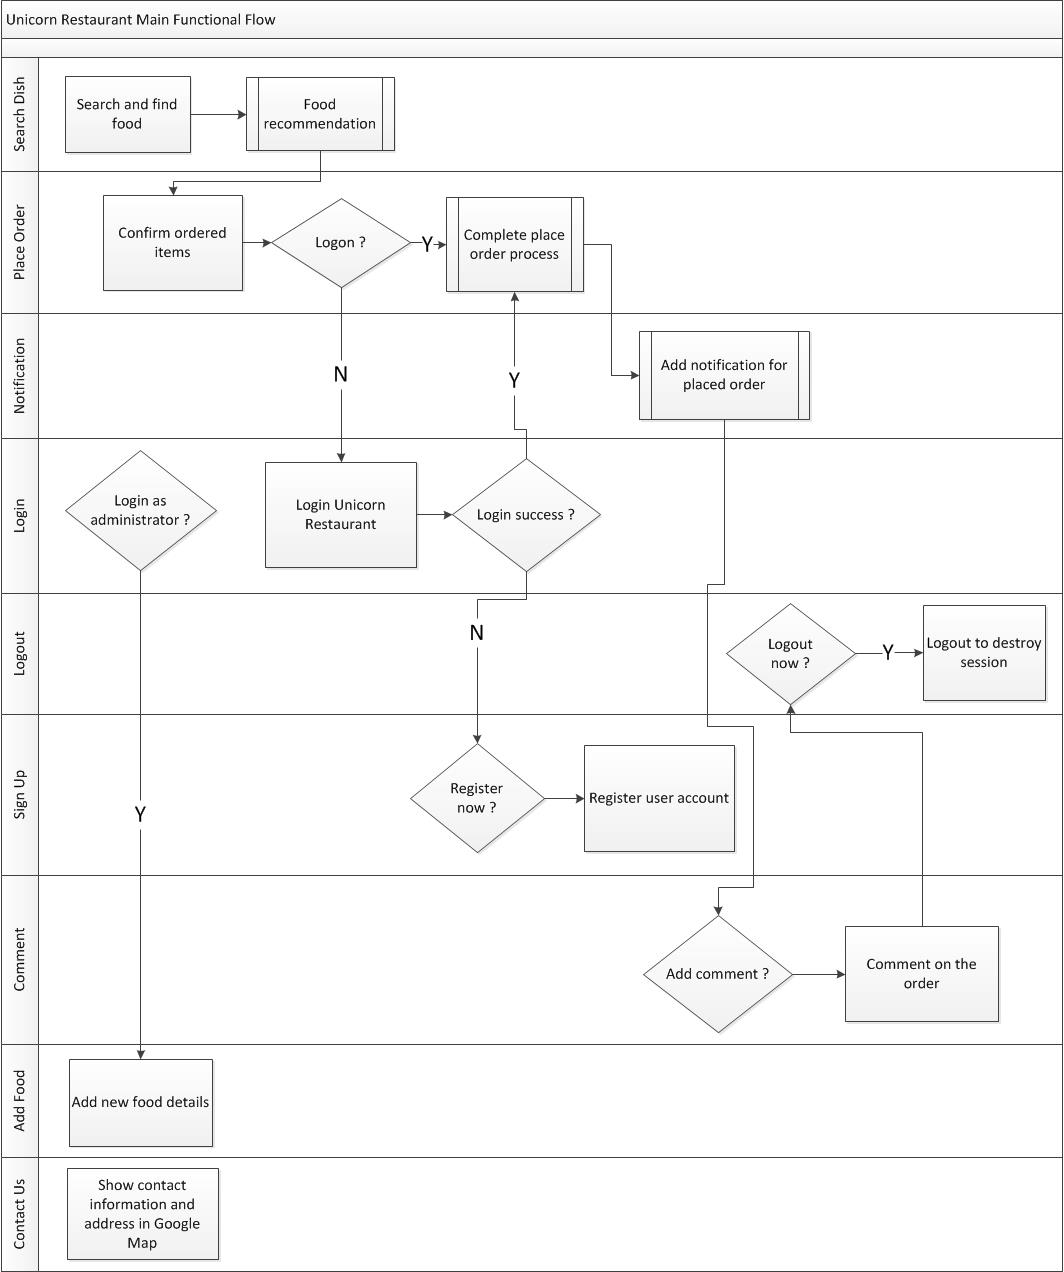 Unicorn Restaurant Main Functional Flow
Search Dish
Search and find
food
Food
recommendation
Place Order
Confirm ordered
items
Logon ?
Y
Complete place
order process
Notification
N
Y
Add notification for
placed order
Login
Login as
administrator ?
Login Unicorn
Restaurant
Login success ?
Logout
N
Logout
now ?
Y
Logout to destroy
session
Sign Up
Y
Register
now ?
Register user account
Comment
Add comment ?
Comment on the
order
Add Food
Add new food details
Contact Us
Show contact
information and
address in Google
Map